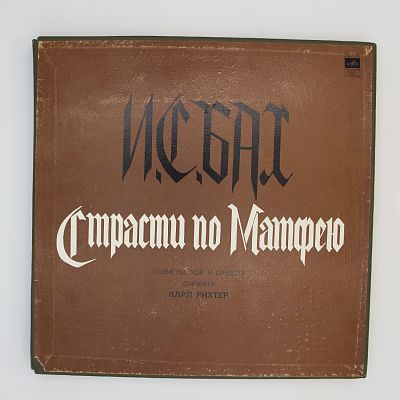 И.С.БАХ
Страсти по Матфею
СОЛИСТЫ, ХОР И ОРКЕСТР
ДИРИЖЕР
КАРЛ РИХТЕР